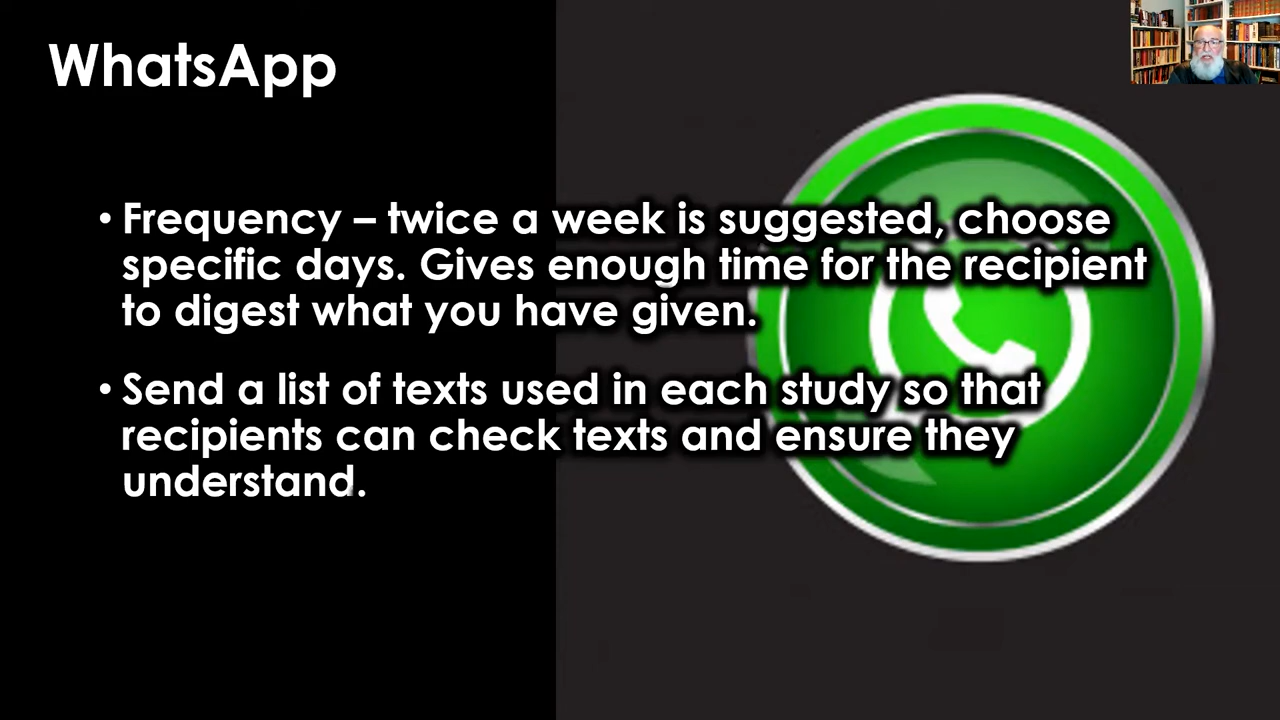 WhatsApp
• Frequency – twice a week is suggested, choose
specific days. Gives enough time for the recipient
to digest what you have given.
• Send a list of texts used in each study so that
recipients can check texts and ensure they
understand.